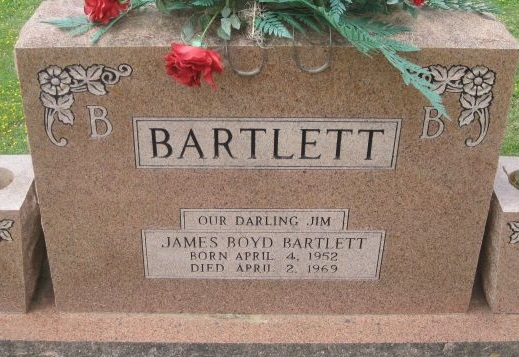 B BARTLETT B
OUR DARLING JIM
JAMES BOYD BARTLETT
BORN APRIL 4, 1952
DIED APRIL 2, 1969